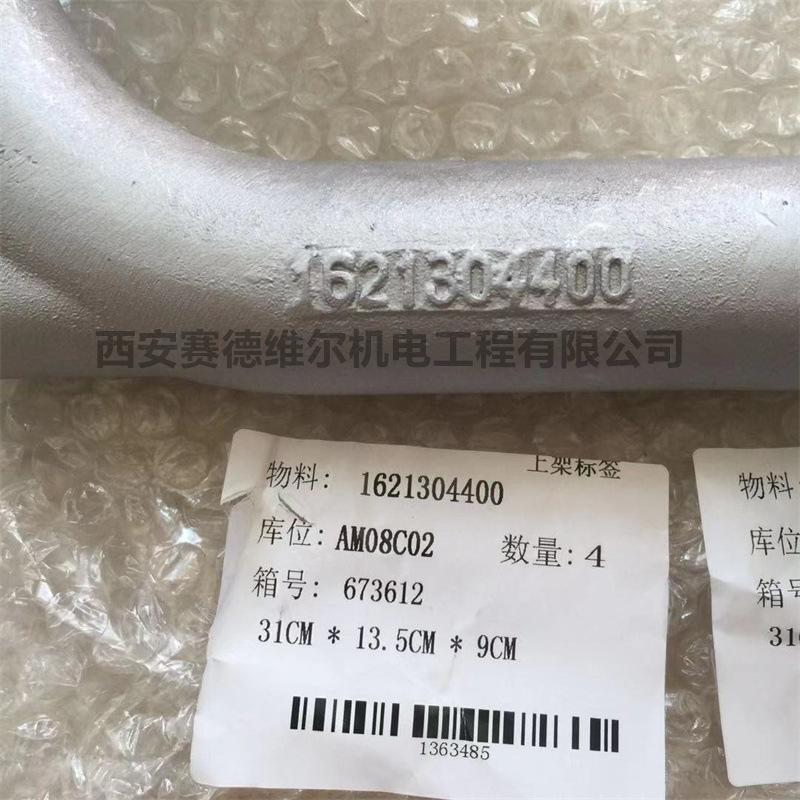 1621304400
西安赛德维尔机电工程有限公司
上架标签
物料: 1621304400
库位: AM08C02 数量: 4
箱号: 673612
31CM * 13.5CM * 9CM
1363485
物料
库位
箱号
31